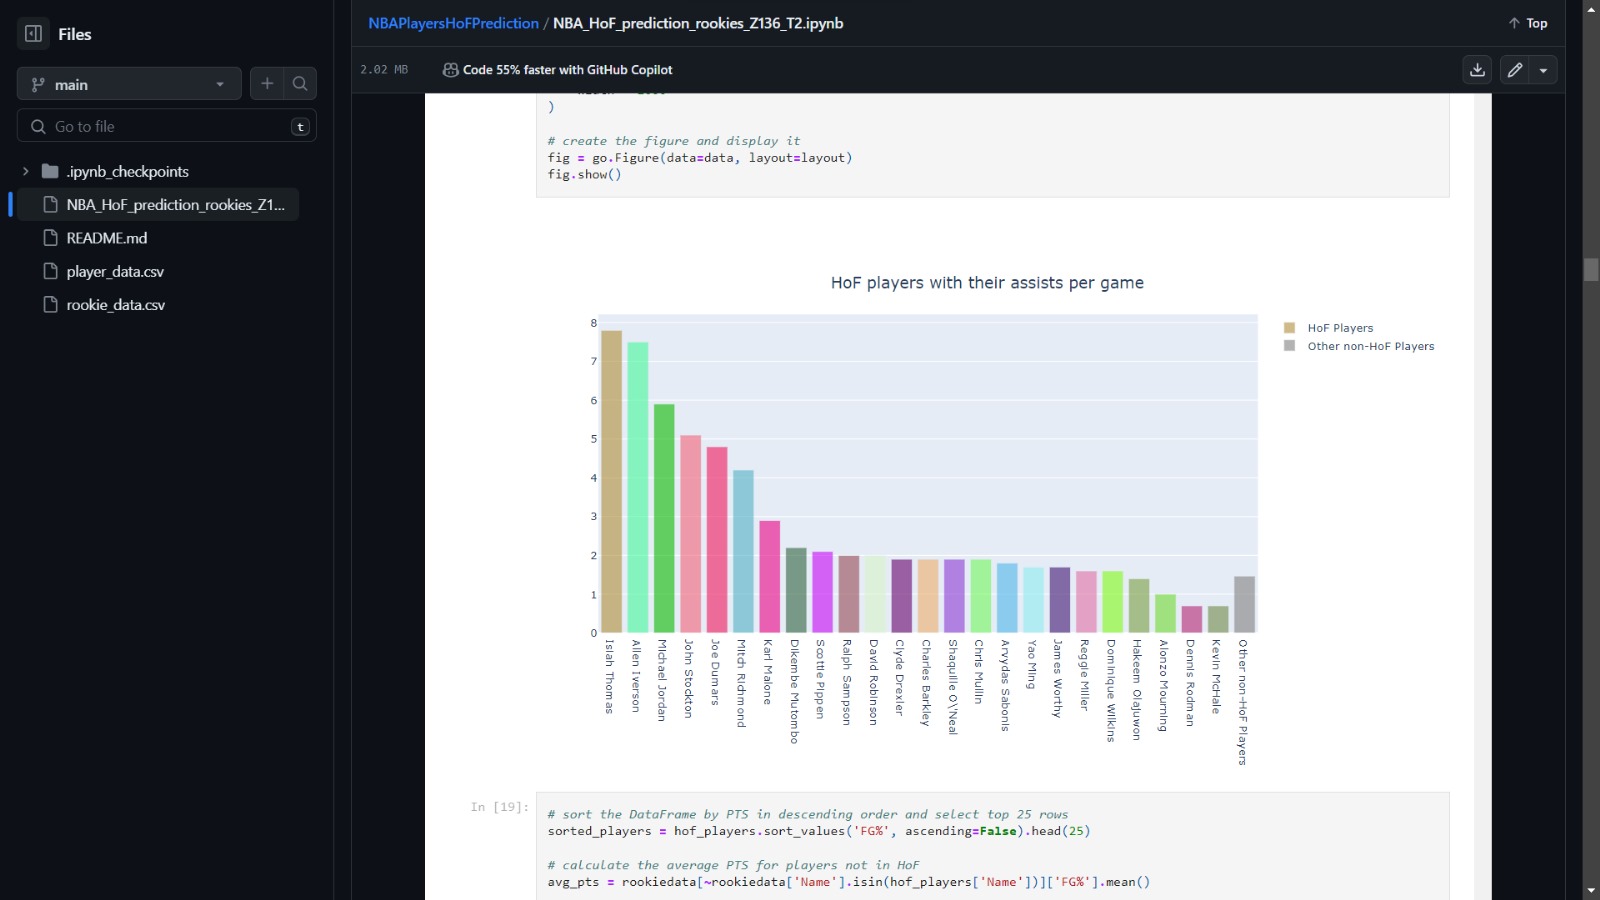 Files
main
Go to file
t
.ipynb_checkpoints
NBA_HoF_prediction_rookies_Z1...
README.md
player_data.csv
rookie_data.csv
NBAPlayersHoFPrediction / NBA_HoF_prediction_rookies_Z136_T2.ipynb
Top
2.02 MB
Code 55% faster with GitHub Copilot
)
# create the figure and display it
fig = go.Figure(data=data, layout=layout)
fig.show()
HoF players with their assists per game
8
7
6
5
4
3
2
1
0
HoF Players
Other non-HoF Players
Isiah Thomas
Allen Iverson
Michael Jordan
John Stockton
Joe Dumars
Mitch Richmond
Karl Malone
Dikembe Mutombo
Scottie Pippen
Ralph Sampson
David Robinson
Clyde Drexler
Charles Barkley
Shaquille O\'Neal
Chris Mullin
Arvydas Sabonis
Yao Ming
James Worthy
Reggie Miller
Dominique Wilkins
Hakeem Olajuwon
Alonzo Mourning
Dennis Rodman
Kevin McHale
Other non-HoF Players
In [19]:
# sort the DataFrame by PTS in descending order and select top 25 rows
sorted_players = hof_players.sort_values('FG%', ascending=False).head(25)
# calculate the average PTS for players not in HoF
avg_pts = rookiedata[~rookiedata['Name'].isin(hof_players['Name'])]['FG%'].mean()